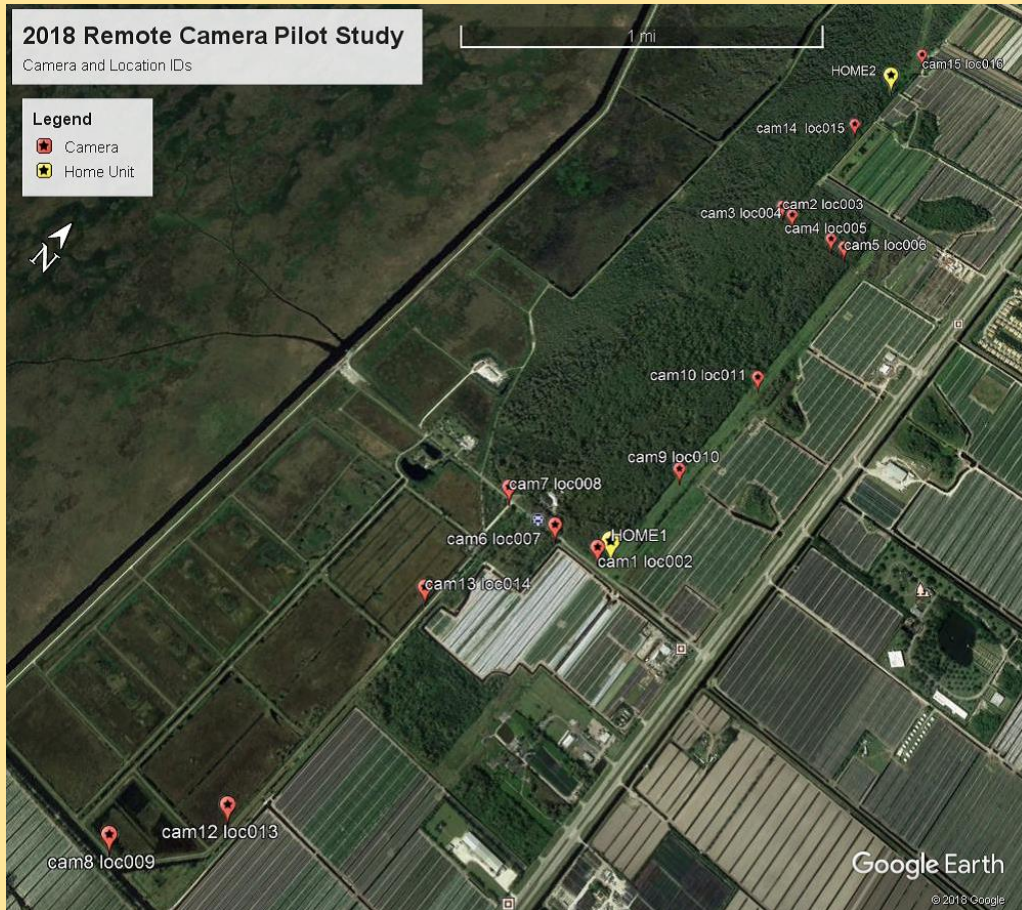 2018 Remote Camera Pilot Study
Camera and Location IDs
1 mi
Legend
Camera
Home Unit
N
cam15 loc016
HOME2
cam14 loc015
cam2 loc003
cam3 loc004
cam4 loc005
cam5 loc006
cam10 loc011
cam9 loc010
cam7 loc008
HOME1
cam6 loc007
cam1 loc002
cam13 loc014
cam12 loc013
cam8 loc009
Google Earth
© 2018 Google